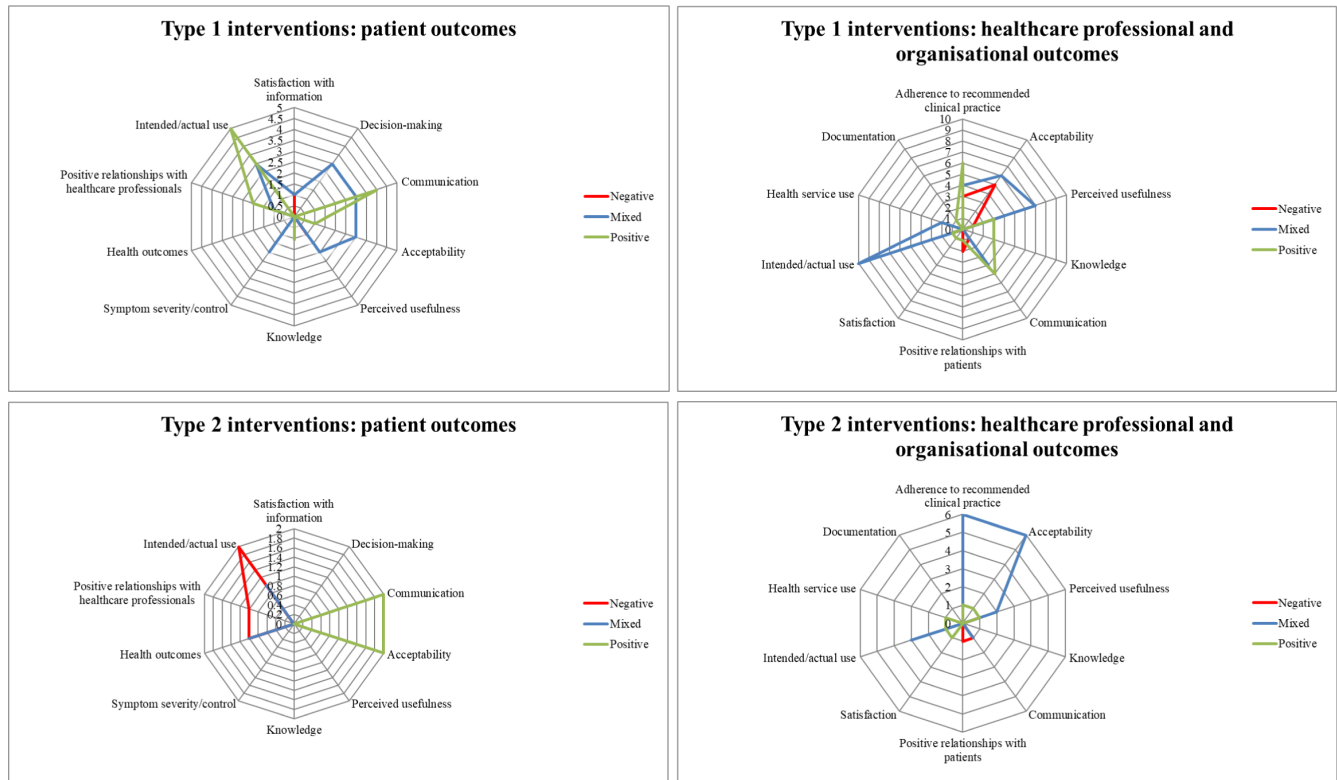 Type 1 interventions: patient outcomes
Satisfaction with
information
5
4.5
4
3.5
3
2.5
2
1.5
1
0.5
0
Decision-making
Communication
Acceptability
Perceived usefulness
Knowledge
Symptom severity/control
Health outcomes
Positive relationships with
healthcare professionals
Intended/actual use
Negative
Mixed
Positive
Type 1 interventions: healthcare professional and
organisational outcomes
Adherence to recommended
clinical practice
10
9
8
7
6
5
4
3
2
1
0
Acceptability
Perceived usefulness
Knowledge
Communication
Positive relationships with
patients
Satisfaction
Intended/actual use
Health service use
Documentation
Negative
Mixed
Positive
Type 2 interventions: patient outcomes
Satisfaction with
information
2
1.8
1.6
1.4
1.2
1
0.8
0.6
0.4
0.2
0
Decision-making
Communication
Acceptability
Perceived usefulness
Knowledge
Symptom severity/control
Health outcomes
Positive relationships with
healthcare professionals
Intended/actual use
Negative
Mixed
Positive
Type 2 interventions: healthcare professional and
organisational outcomes
Adherence to recommended
clinical practice
6
5
4
3
2
1
0
Acceptability
Perceived usefulness
Knowledge
Communication
Positive relationships with
patients
Satisfaction
Intended/actual use
Health service use
Documentation
Negative
Mixed
Positive